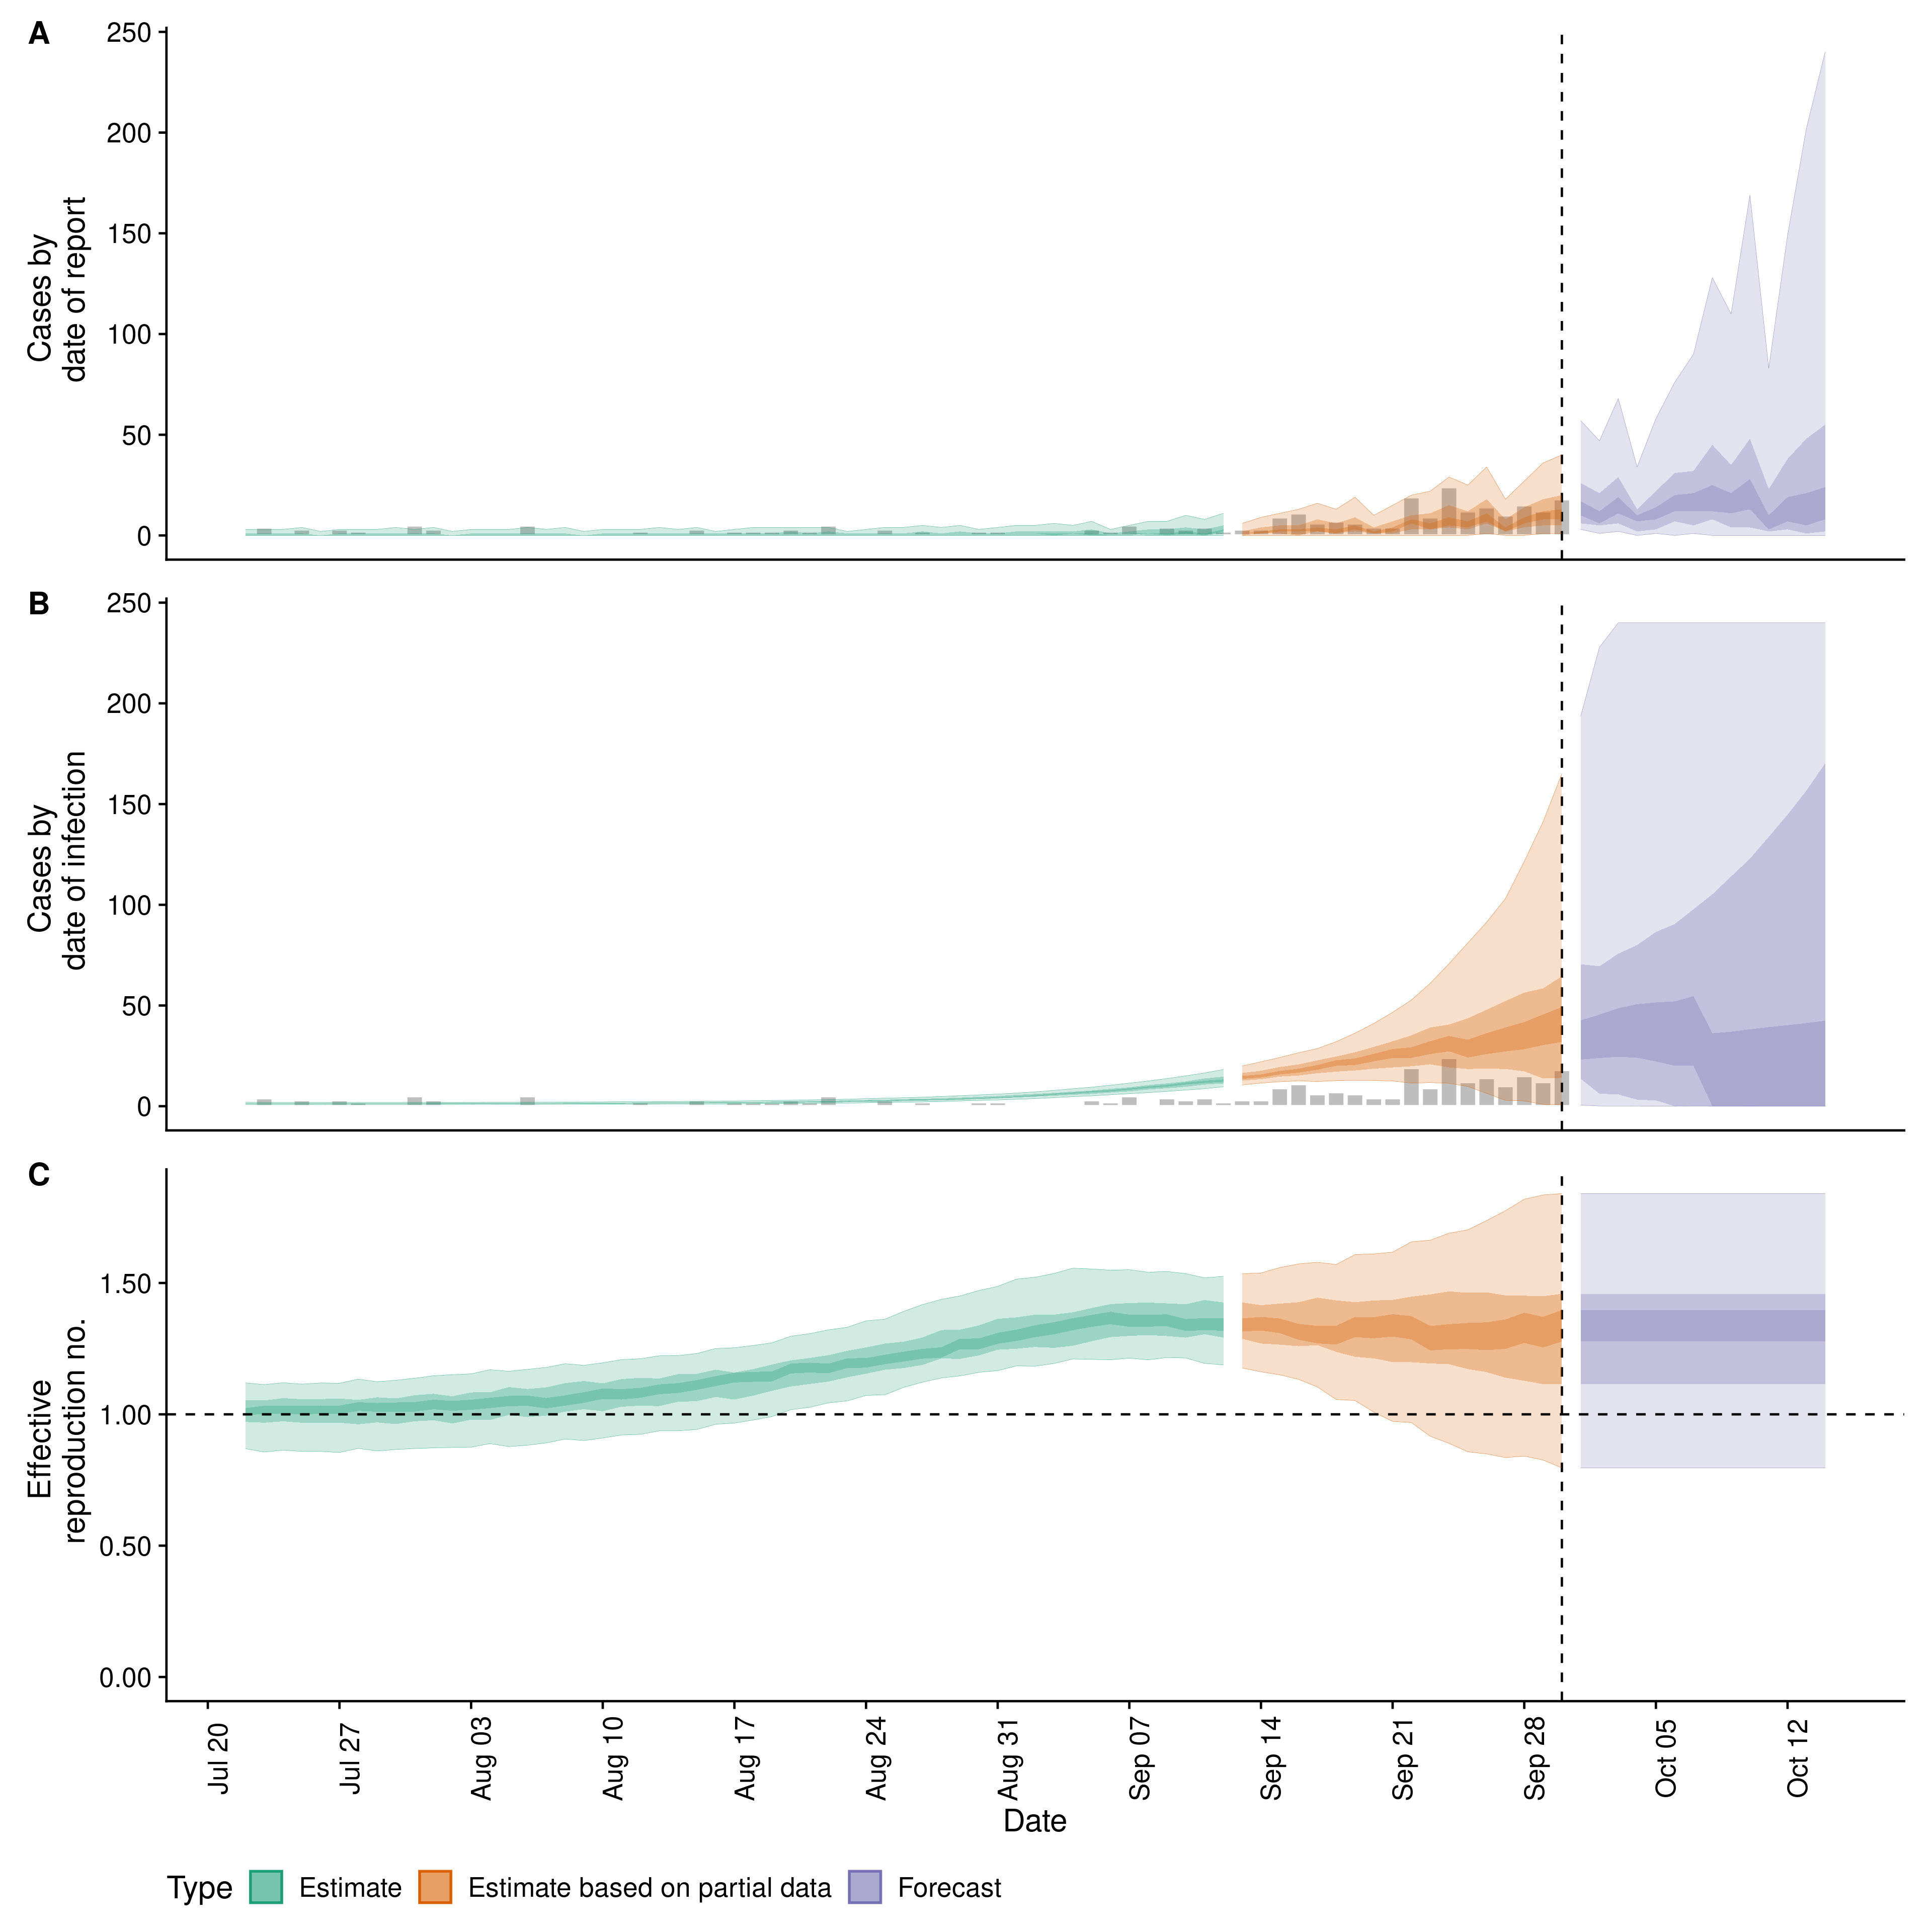 A
250
200
150
100
50
0
Cases by
date of report
B
250
200
150
100
50
0
Cases by
date of infection
C
1.50
1.00
0.50
0.00
Effective
reproduction no.
Jul 20
Jul 27
Aug 03
Aug 10
Aug 17
Aug 24
Aug 31
Sep 07
Sep 14
Sep 21
Sep 28
Oct 05
Oct 12
Date
Type Estimate Estimate based on partial data Forecast